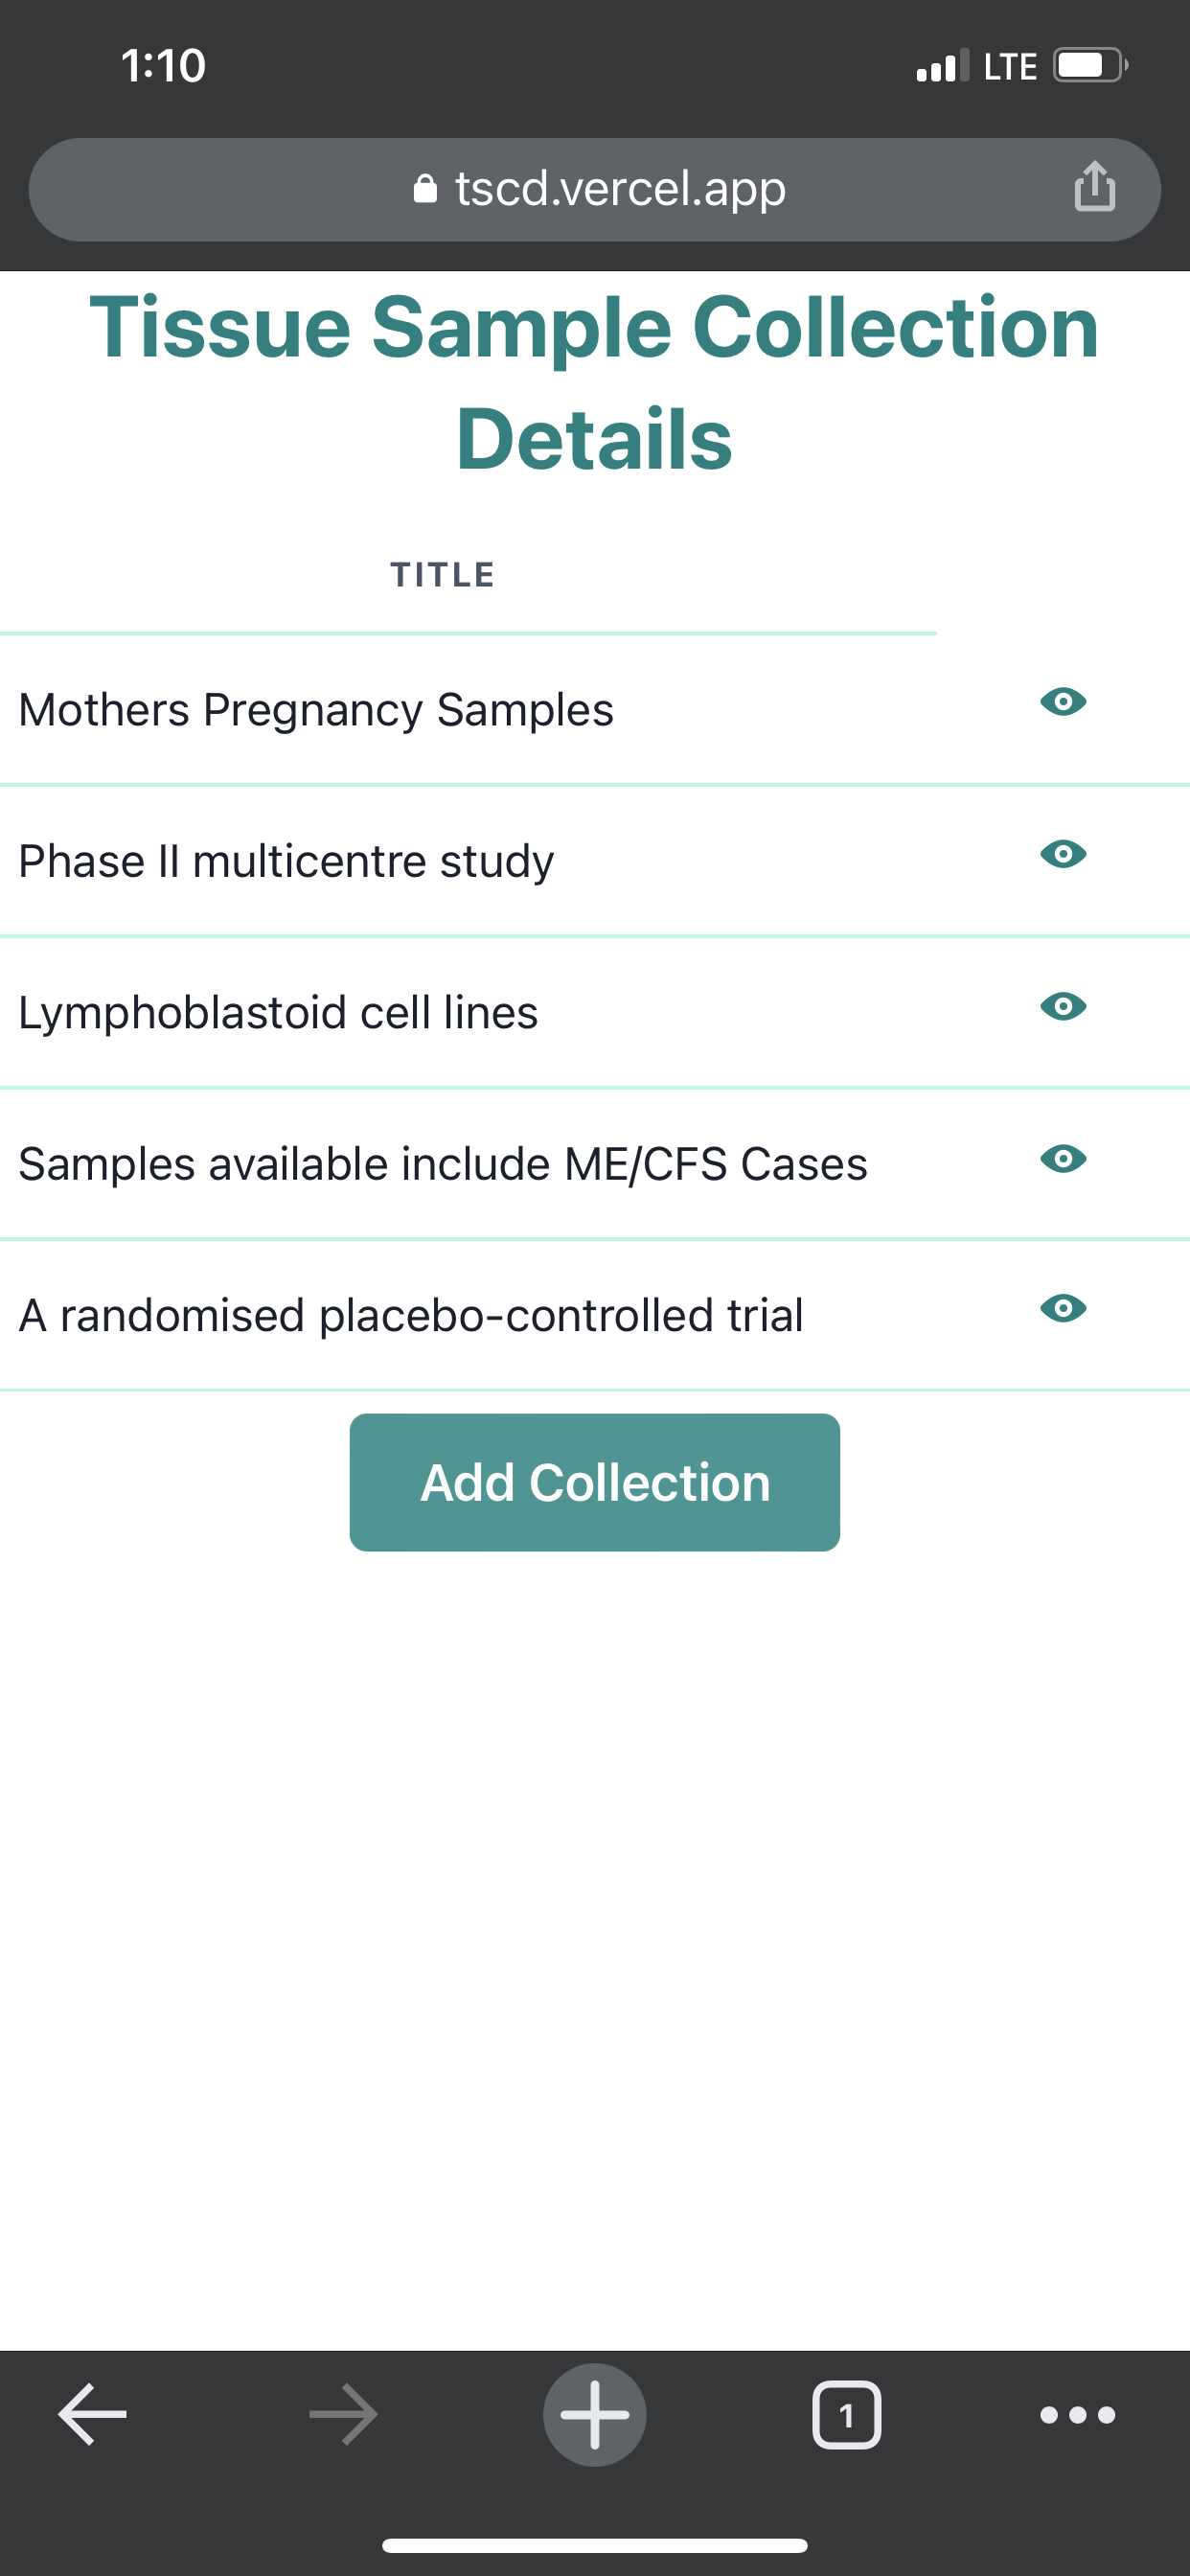 1:10
LTE
tscd.vercel.app
Tissue Sample Collection
Details
TITLE
Mothers Pregnancy Samples
Phase II multicentre study
Lymphoblastoid cell lines
Samples available include ME/CFS Cases
A randomised placebo-controlled trial
Add Collection
1